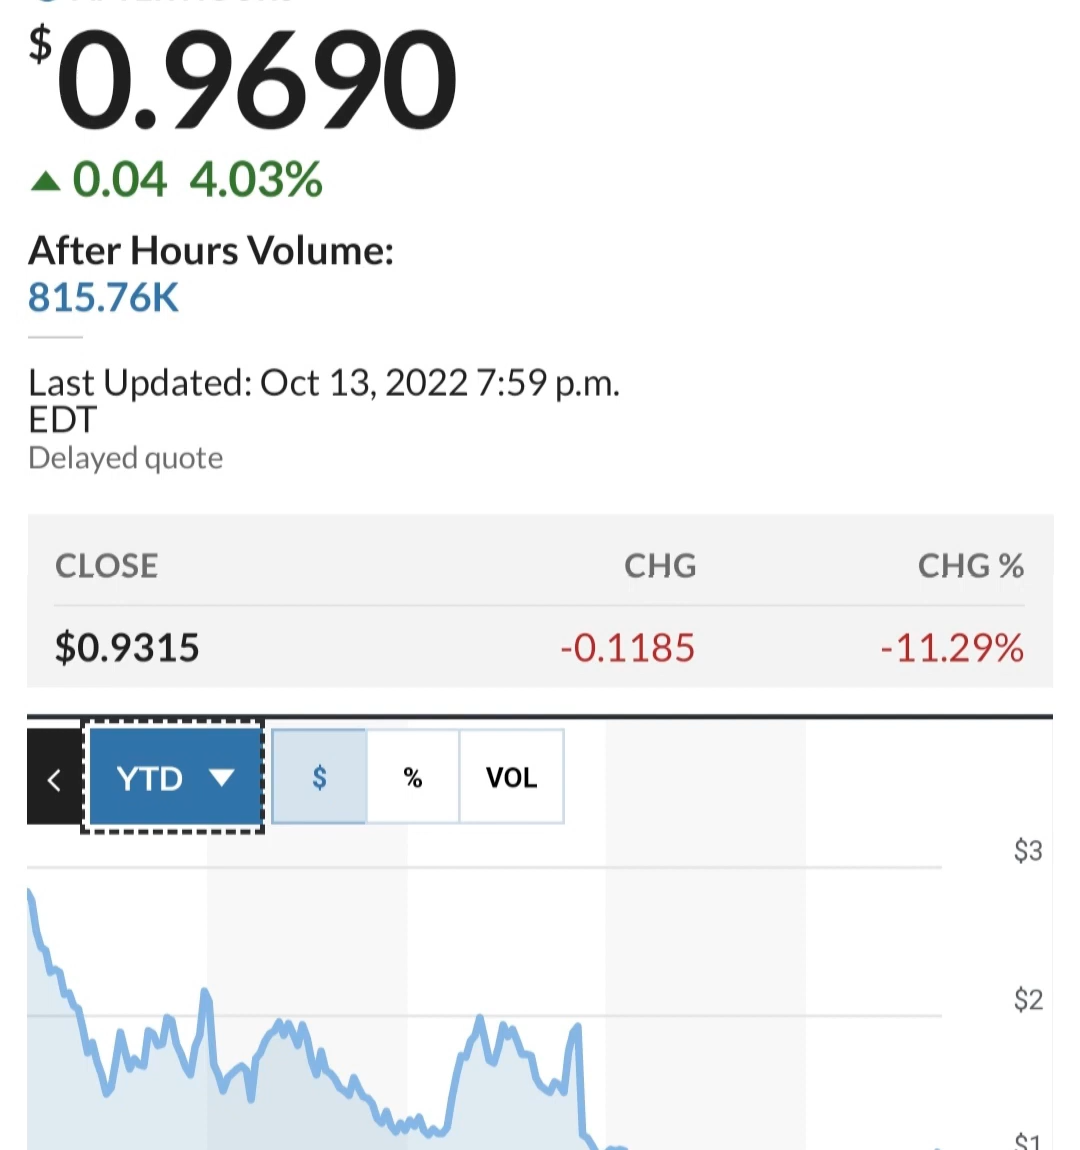 $0.9690
▲ 0.04 4.03%
After Hours Volume:
815.76K
Last Updated: Oct 13, 2022 7:59 p.m.
EDT
Delayed quote
CLOSE CHG CHG %
$0.9315 -0.1185 -11.29%
< YTD ▼ $ % VOL
$3
$2
$1